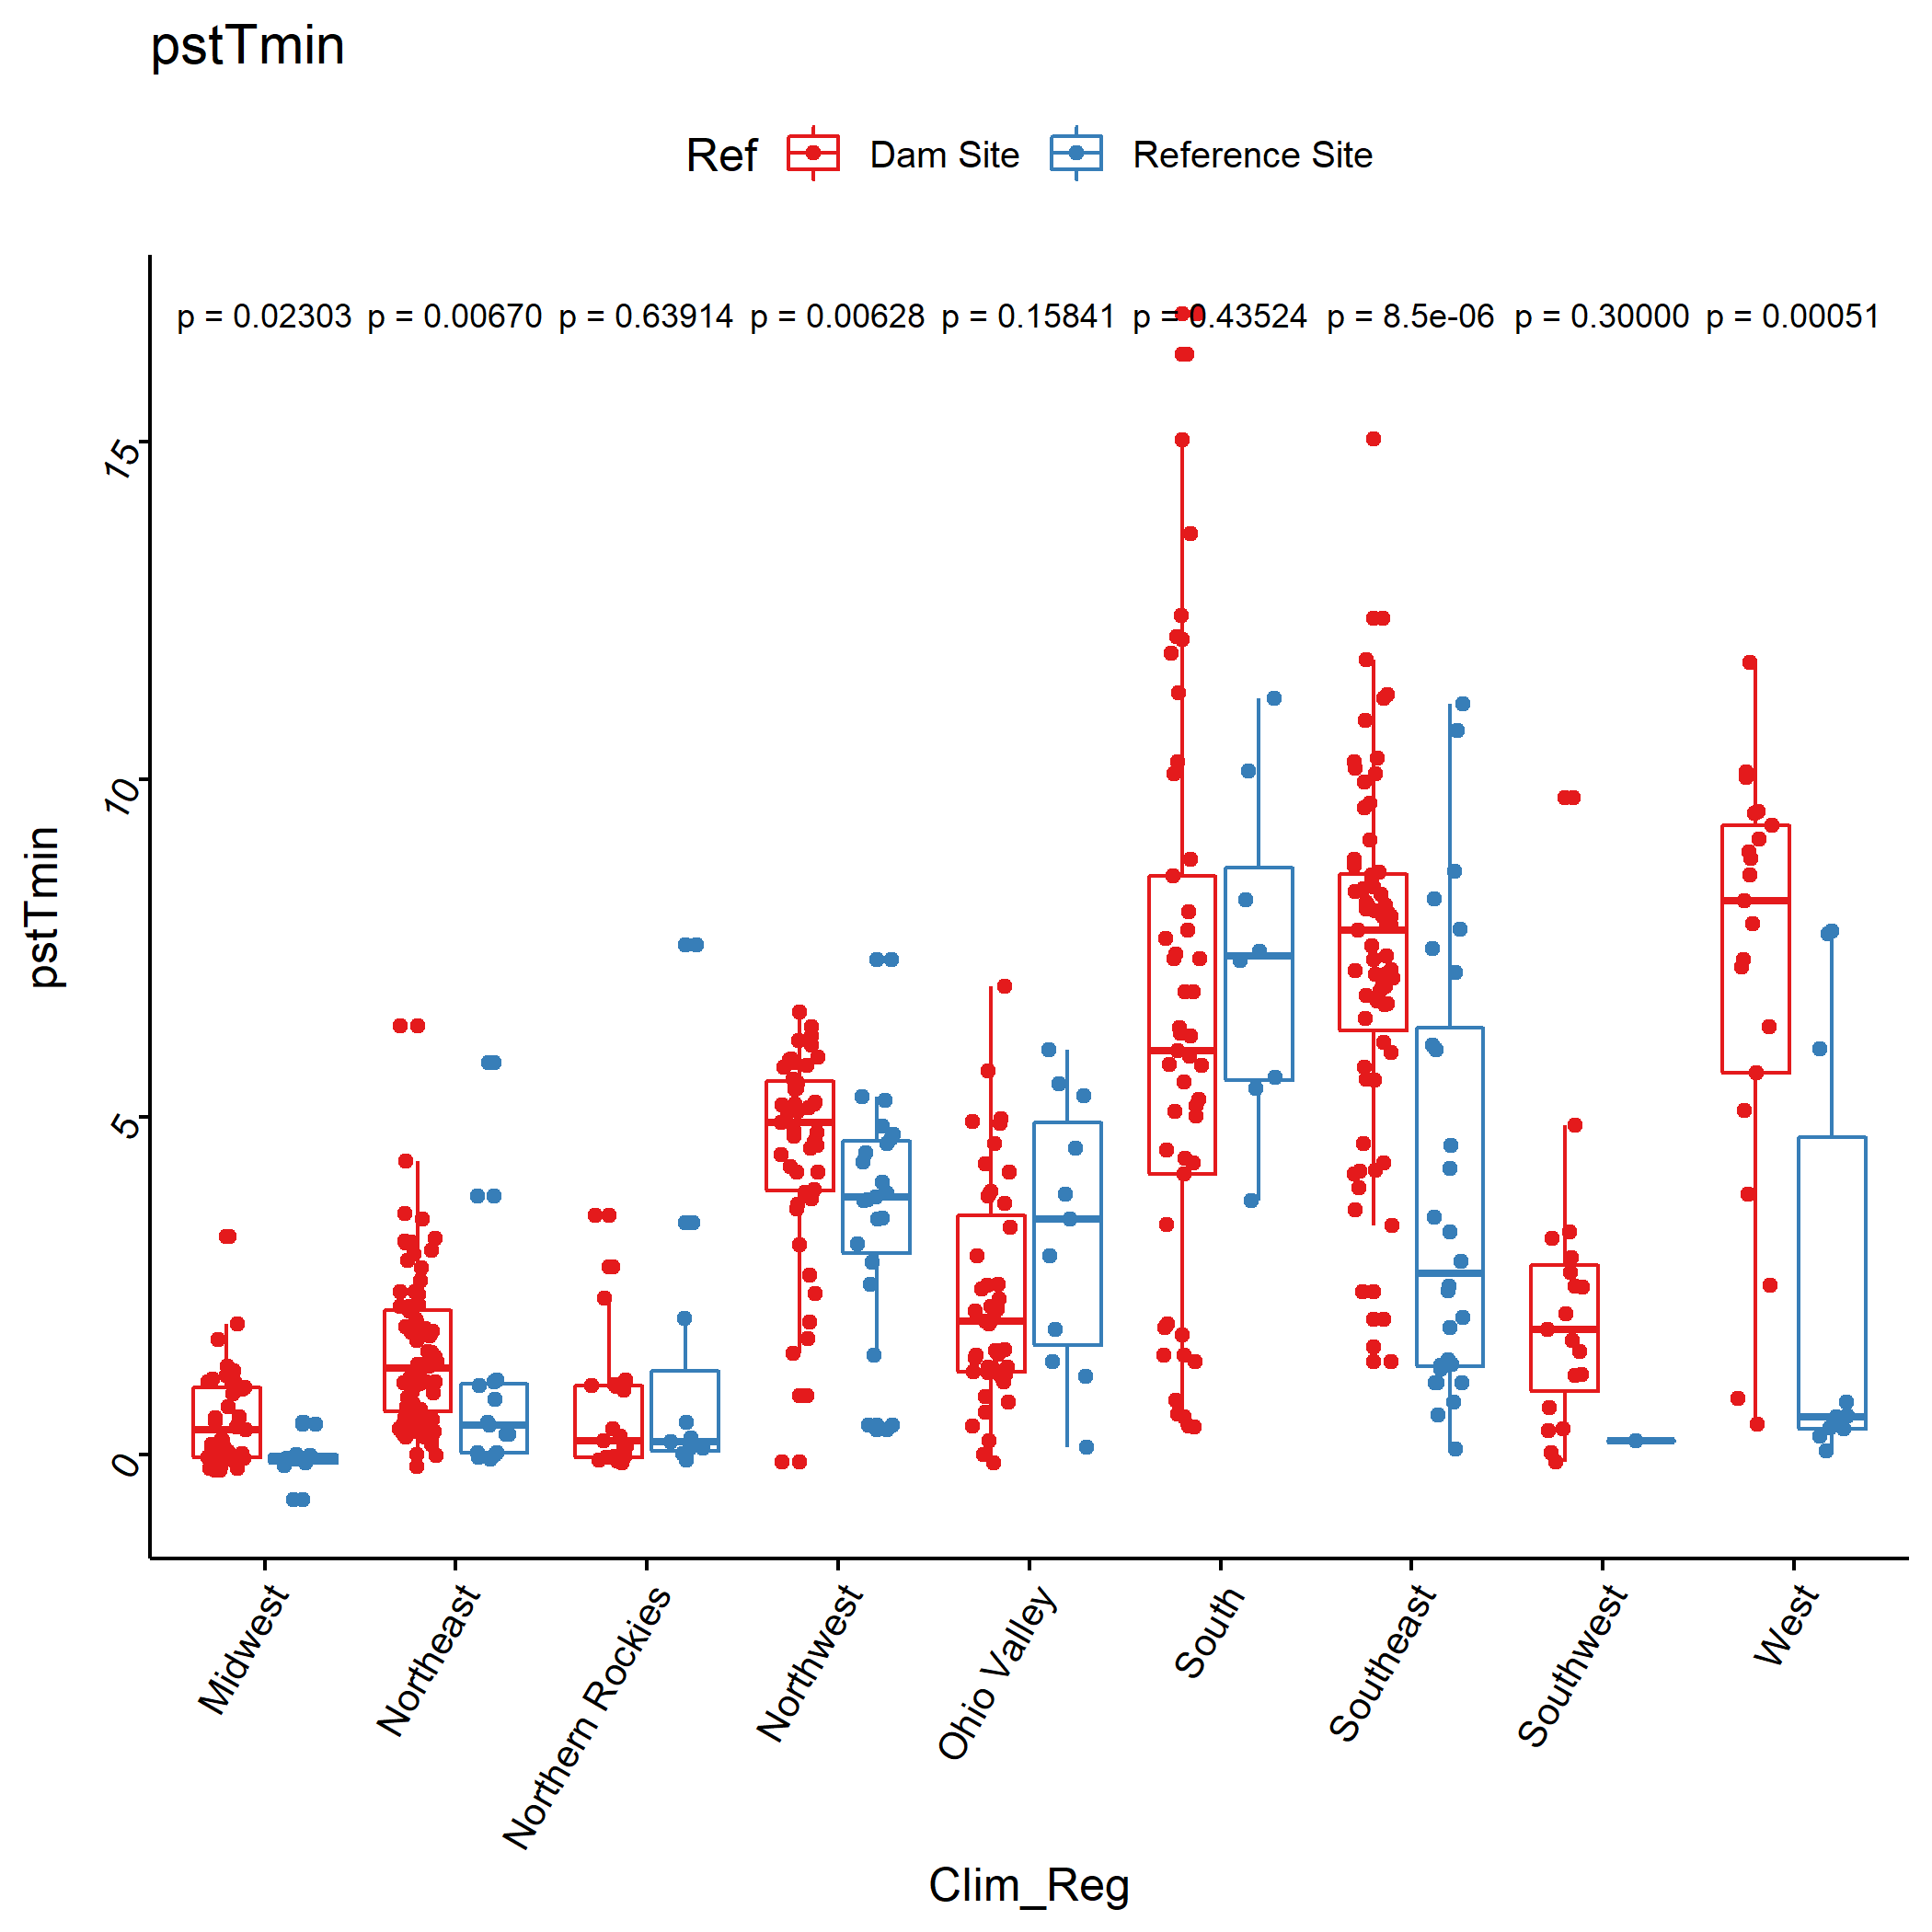 pstTmin
Ref Dam Site Reference Site
p = 0.02303 p = 0.00670 p = 0.63914 p = 0.00628 p = 0.15841 p = 0.43524 p = 8.5e-06 p = 0.30000 p = 0.00051
15
10
5
0
pstTmin
Midwest
Northeast
Northern Rockies
Northwest
Ohio Valley
South
Southeast
Southwest
West
Clim_Reg